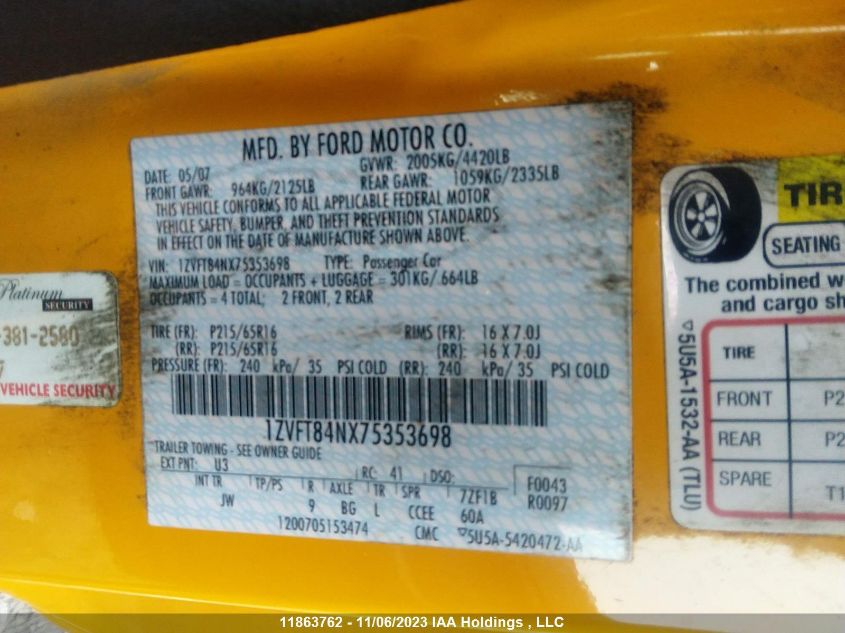 MFD. BY FORD MOTOR CO.
DATE: 05/07 GVWR: 2005KG/4420LB
FRONT GAWR: 964KG/2125LB REAR GAWR: 1059KG/2335LB
THIS VEHICLE CONFORMS TO ALL APPLICABLE FEDERAL MOTOR
VEHICLE SAFETY, BUMPER, AND THEFT PREVENTION STANDARDS
IN EFFECT ON THE DATE OF MANUFACTURE SHOWN ABOVE.
VIN: 1ZVFT84NX75353698 TYPE: Passenger Car
MAXIMUM LOAD = OCCUPANTS + LUGGAGE = 301KG/ 664LB
OCCUPANTS = 4 TOTAL; 2 FRONT, 2 REAR
TIRE (FR): P215/65R16 RIMS (FR): 16 X 7.0J
(RR): P215/65R16 (RR): 16 X 7.0J
PRESSURE (FR): 240 kPa/ 35 PSI COLD (RR): 240 kPa/ 35 PSI COLD
1ZVFT84NX75353698
TRAILER TOWING - SEE OWNER GUIDE
EXT PNT: U3 RC: 41 DSO: F0043
INT TR TP/PS R AXLE TR SPR 7ZF1B R0097
JW 9 BG L CCEE 60A
1200705153474 CMC ▽5U5A-5420472-AA
Platinum
SECURITY
-381-2580
7
VEHICLE SECURITY
TIR
SEATING
The combined w
and cargo sh
TIRE
FRONT P2
REAR P2
SPARE T1
▽5U5A-1532-AA (TLU)
11863762 - 11/06/2023 IAA Holdings , LLC